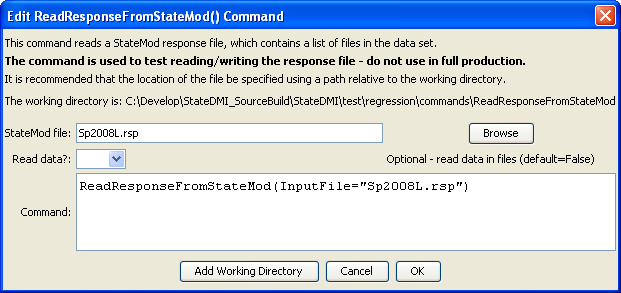 Edit ReadResponseFromStateMod() Command
This command reads a StateMod response file, which contains a list of files in the data set.
The command is used to test reading/writing the response file - do not use in full production.
It is recommended that the location of the file be specified using a path relative to the working directory.
The working directory is: C:\Develop\StateDMI_SourceBuild\StateDMI\test\regression\commands\ReadResponseFromStateMod
StateMod file: Sp2008L.rsp Browse
Read data?: Optional - read data in files (default=False)
Command: ReadResponseFromStateMod(InputFile="Sp2008L.rsp")
Add Working Directory Cancel OK